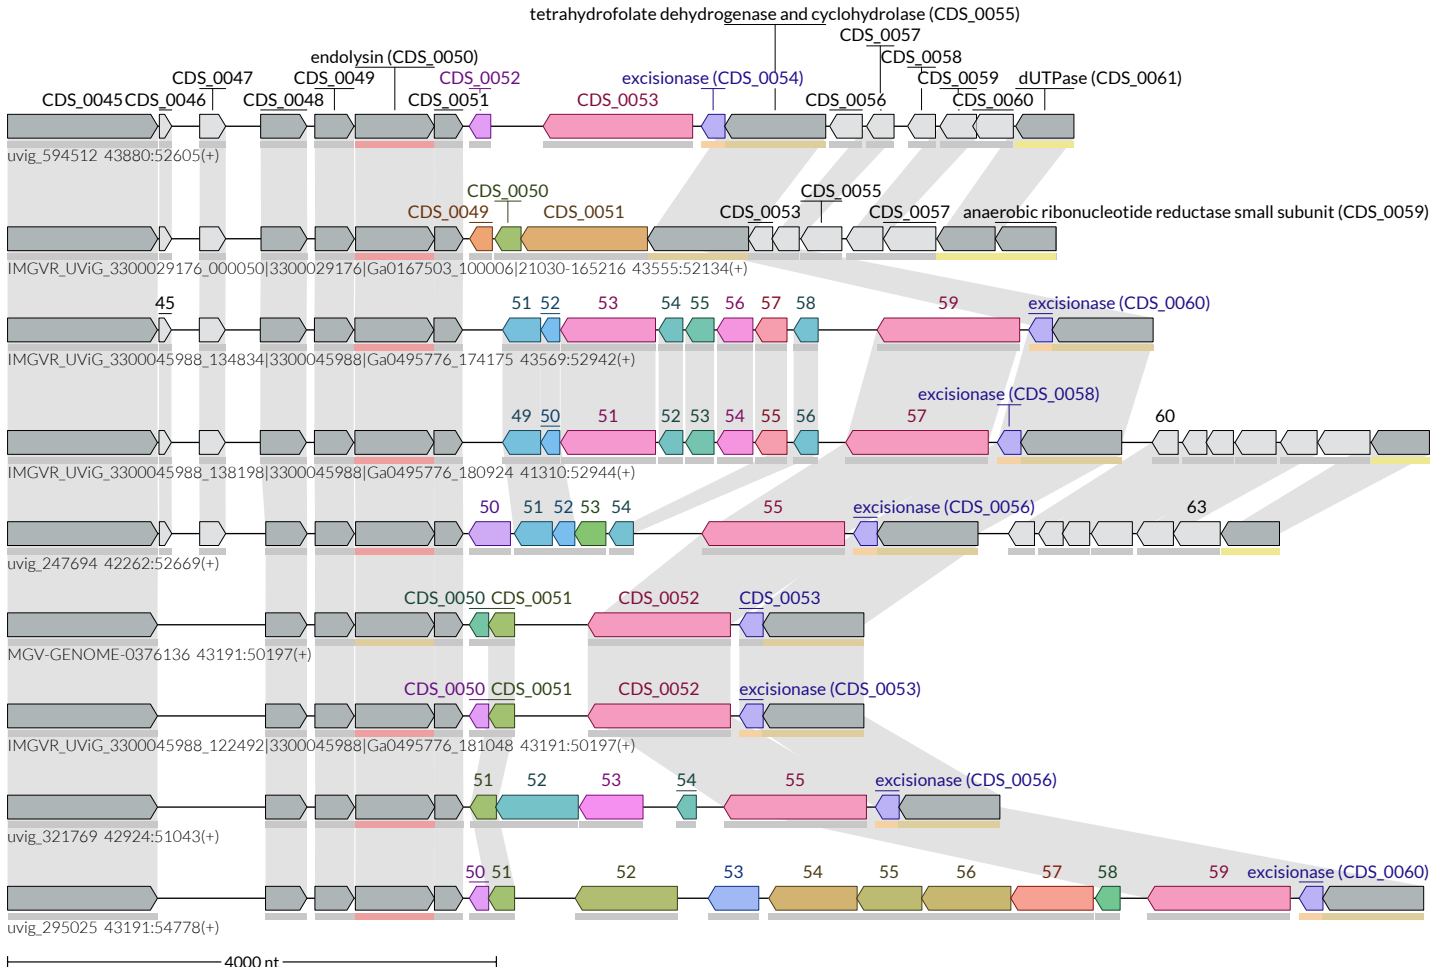 tetrahydrofolate dehydrogenase and cyclohydrolase (CDS_0055)
CDS_0057
endolysin (CDS_0050) CDS_0058
CDS_0047 CDS_0049 CDS_0052 excisionase (CDS_0054) CDS_0059 dUTPase (CDS_0061)
CDS_0045 CDS_0046 CDS_0048 CDS_0051 CDS_0053 CDS_0056 CDS_0060
uvig_594512 43880:52605(+)
CDS_0050 CDS_0055
CDS_0049 CDS_0051 CDS_0053 CDS_0057 anaerobic ribonucleotide reductase small subunit (CDS_0059)
IMGVR_UViG_3300029176_000050|3300029176|Ga0167503_100006|21030-165216 43555:52134(+)
45 51 52 53 54 55 56 57 58 59 excisionase (CDS_0060)
IMGVR_UViG_3300045988_134834|3300045988|Ga0495776_174175 43569:52942(+)
excisionase (CDS_0058)
49 50 51 52 53 54 55 56 57 60
IMGVR_UViG_3300045988_138198|3300045988|Ga0495776_180924 41310:52944(+)
50 51 52 53 54 55 excisionase (CDS_0056) 63
uvig_247694 42262:52669(+)
CDS_0050 CDS_0051 CDS_0052 CDS_0053
MGV-GENOME-0376136 43191:50197(+)
CDS_0050 CDS_0051 CDS_0052 excisionase (CDS_0053)
IMGVR_UViG_3300045988_122492|3300045988|Ga0495776_181048 43191:50197(+)
51 52 53 54 55 excisionase (CDS_0056)
uvig_321769 42924:51043(+)
50 51 52 53 54 55 56 57 58 59 excisionase (CDS_0060)
uvig_295025 43191:54778(+)
4000 nt